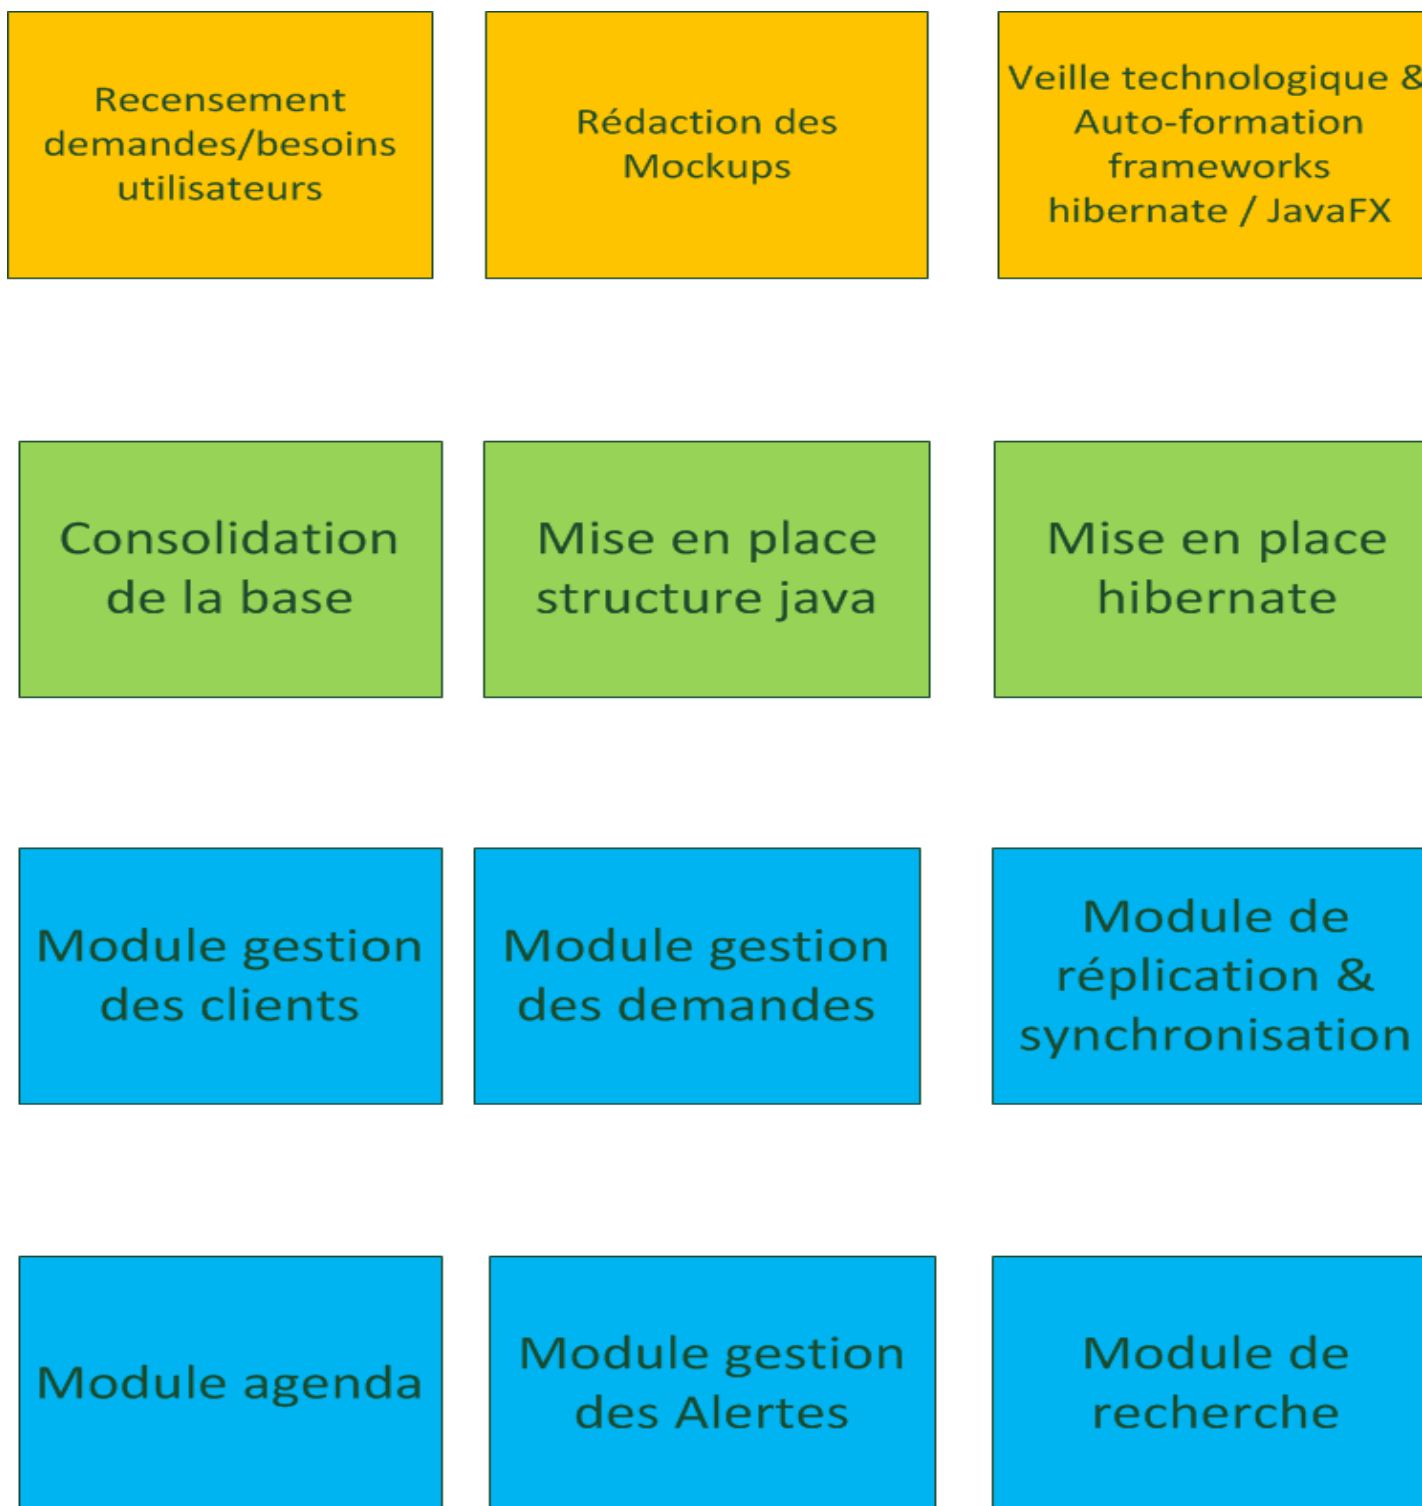 Recensement
demandes/besoins
utilisateurs
Rédaction des
Mockups
Veille technologique &
Auto-formation
frameworks
hibernate / JavaFX
Consolidation
de la base
Mise en place
structure java
Mise en place
hibernate
Module gestion
des clients
Module gestion
des demandes
Module de
réplication &
synchronisation
Module agenda
Module gestion
des Alertes
Module de
recherche